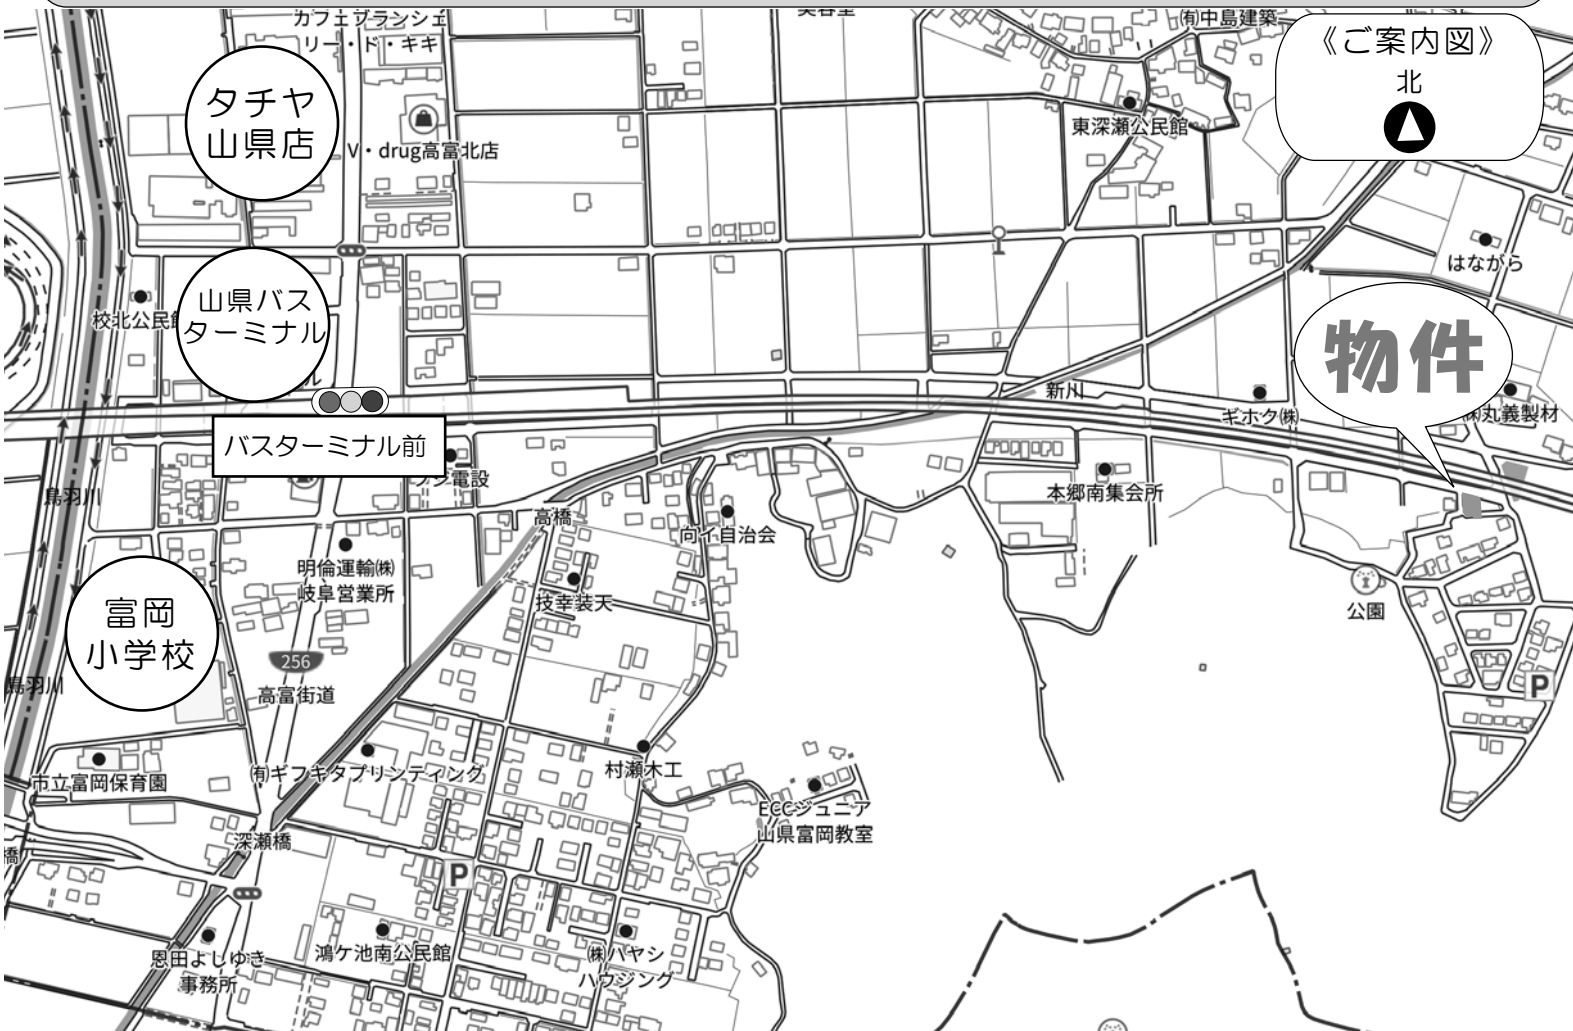 カフェブランシェ
リー・ド・キキ
㈲中島建築
《ご案内図》
北
タチヤ
山県店
V・drug高富北店
東深瀬公民館
はながら
山県バス
ターミナル
校北公民館
物件
新川
ギホク㈱
㈱丸義製材
バスターミナル前
フジ電設
鳥羽川
高橋
向イ自治会
本郷南集会所
明倫運輸㈱
岐阜営業所
技幸装天
公園
富岡
小学校
256
高富街道
鳥羽川
P
㈲ギフキタプリンティング
村瀬木工
市立富岡保育園
ECCジュニア
山県富岡教室
深瀬橋
橋
P
恩田よしゆき
事務所
鴻ケ池南公民館
㈱ハヤシ
ハウジング